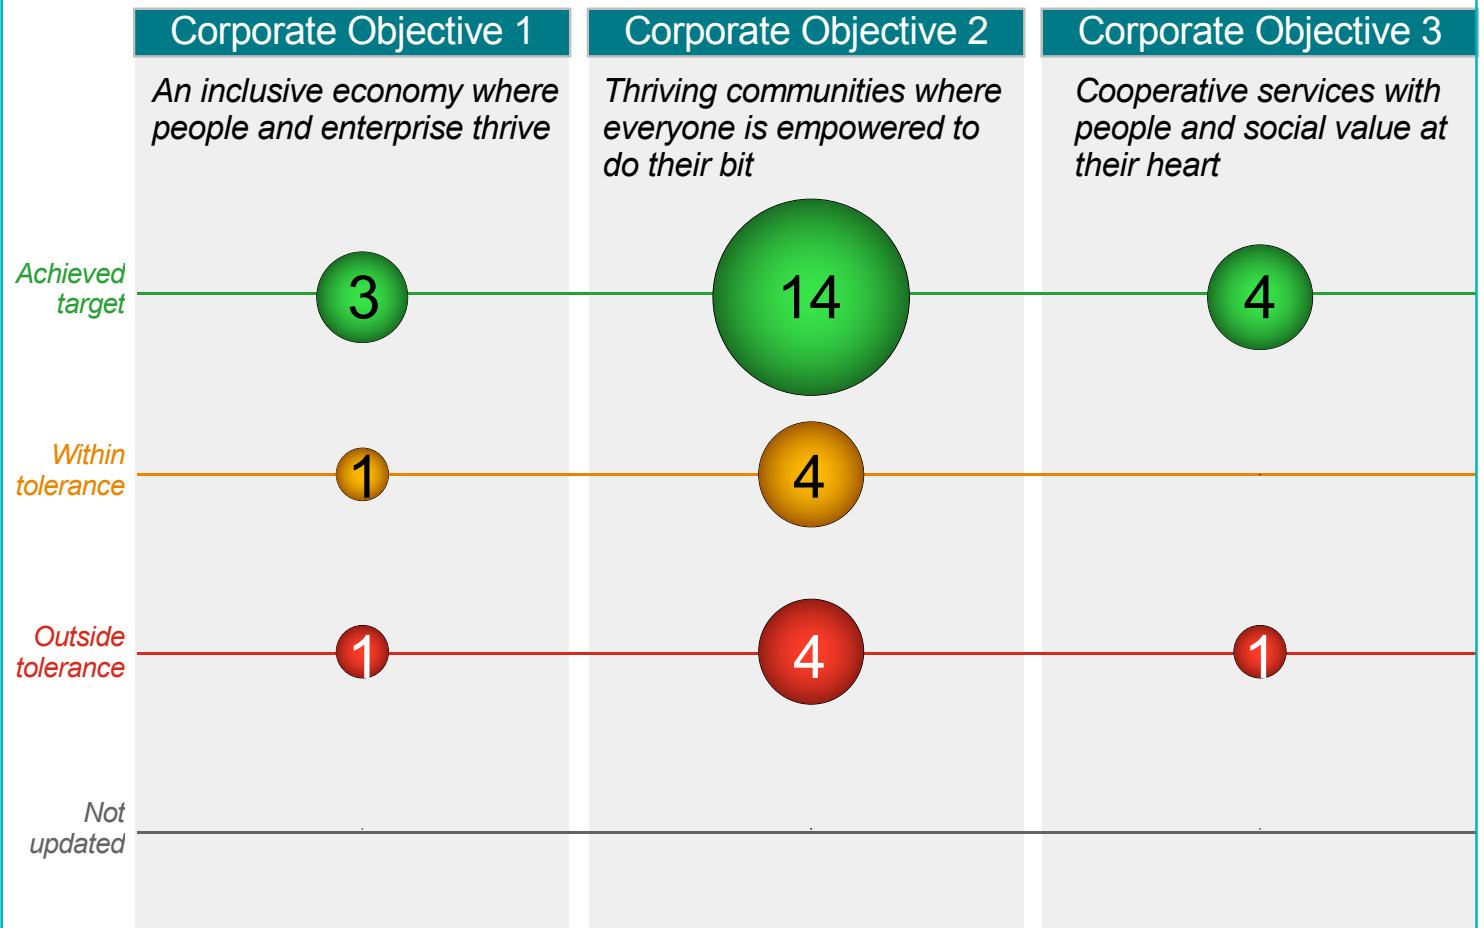 Corporate Objective 1
Corporate Objective 2
Corporate Objective 3
An inclusive economy where
people and enterprise thrive
Thriving communities where
everyone is empowered to
do their bit
Cooperative services with
people and social value at
their heart
Achieved
target
3
14
4
Within
tolerance
1
4
Outside
tolerance
1
4
1
Not
updated